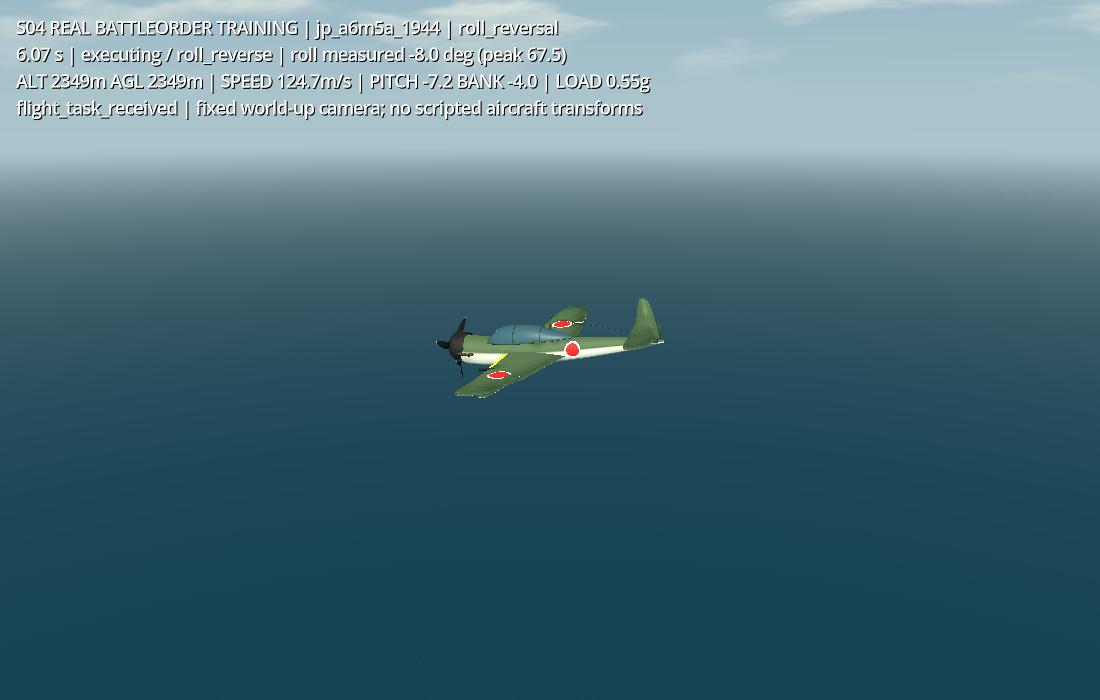 S04 REAL BATTLEORDER TRAINING | jp_a6m5a_1944 | roll_reversal
6.07 s | executing / roll_reverse | roll measured -8.0 deg (peak 67.5)
ALT 2349m AGL 2349m | SPEED 124.7m/s | PITCH -7.2 BANK -4.0 | LOAD 0.55g
flight_task_received | fixed world-up camera; no scripted aircraft transforms